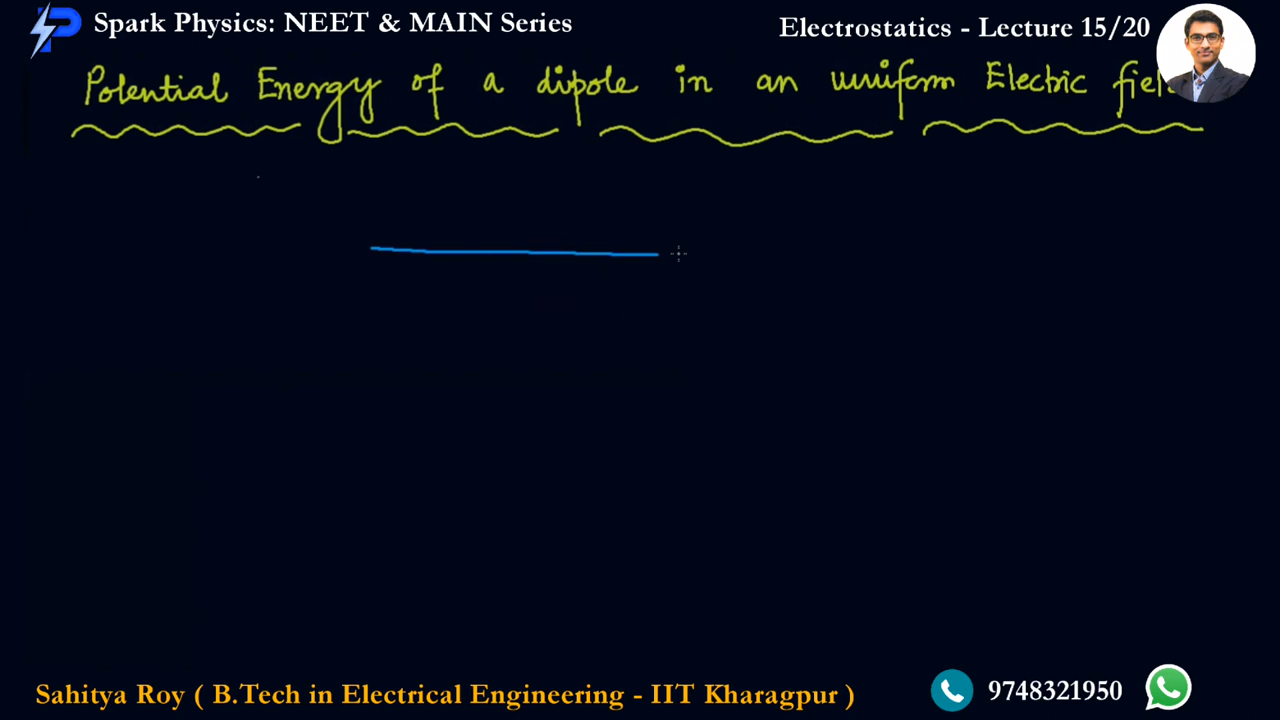 Spark Physics: NEET & MAIN Series
Electrostatics - Lecture 15/20
Potential Energy of a dipole in an uniform Electric field
Sahitya Roy ( B.Tech in Electrical Engineering - IIT Kharagpur )
9748321950